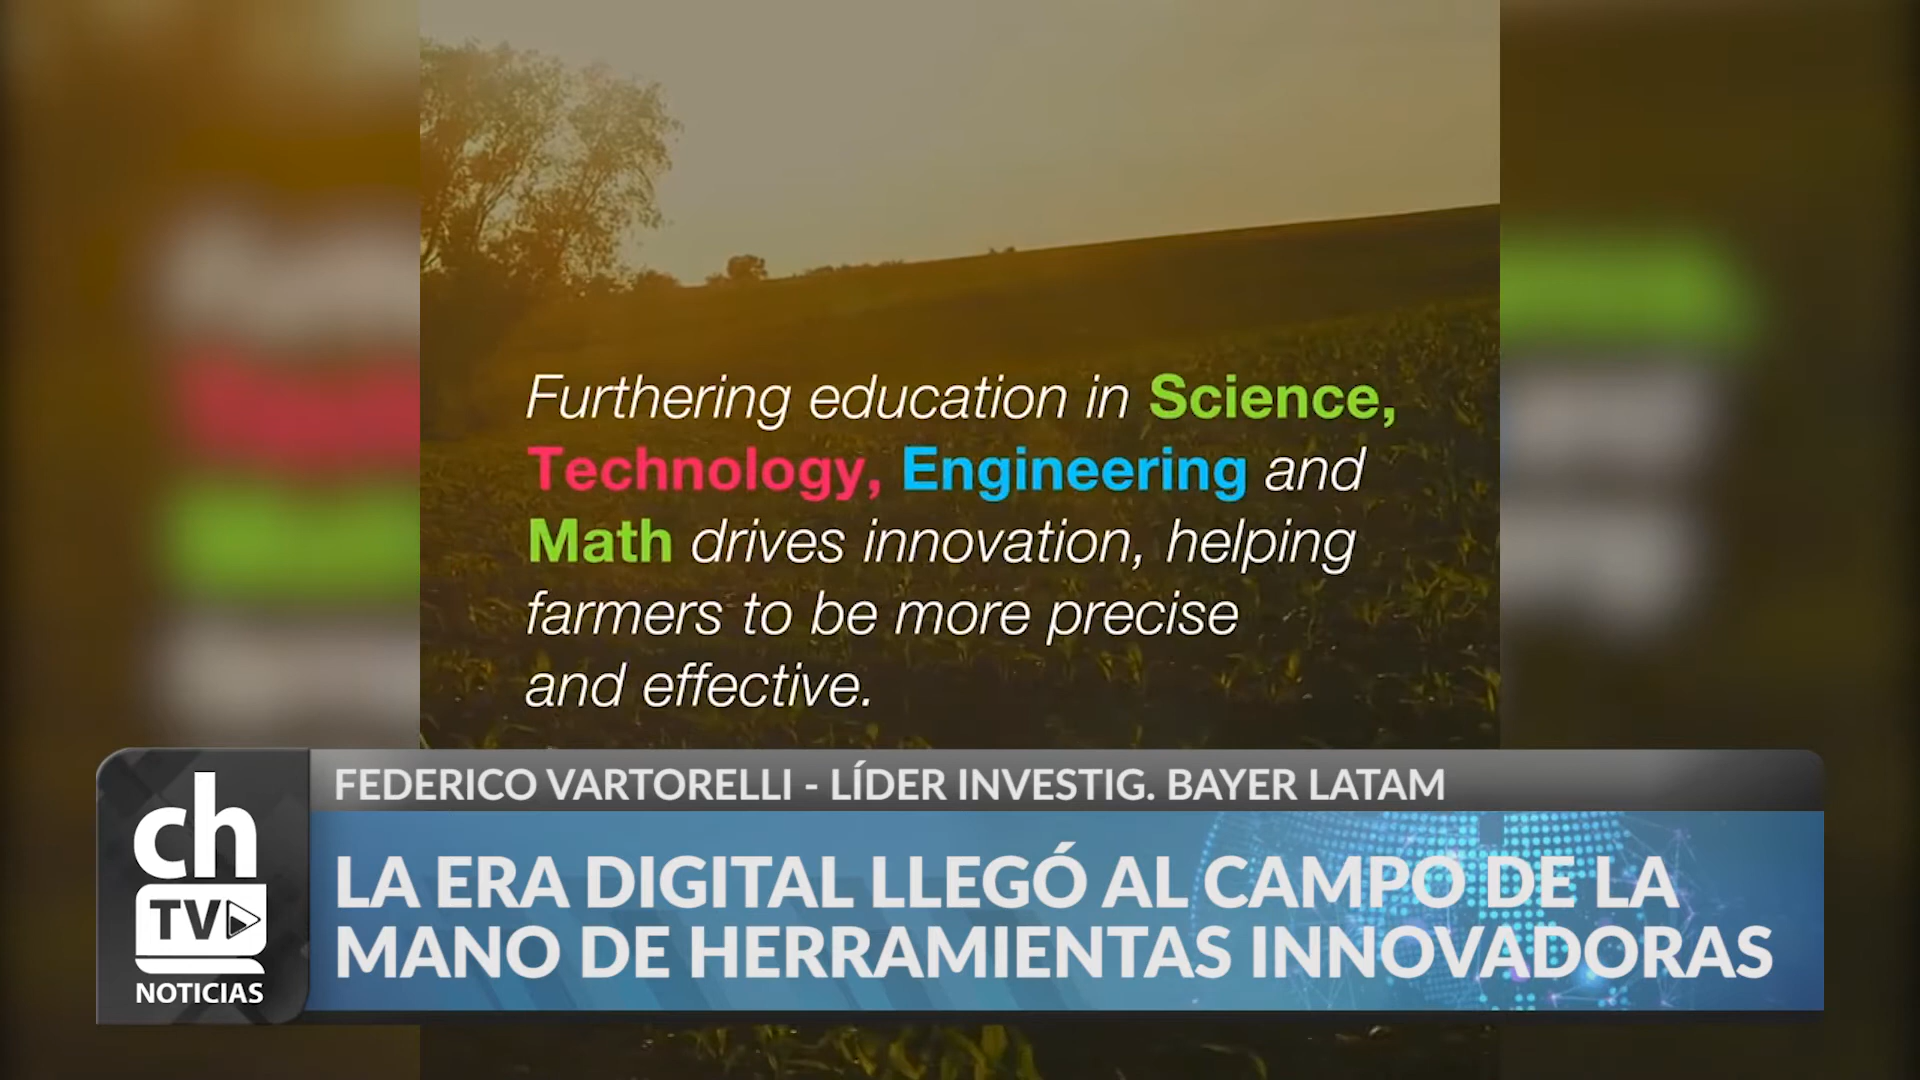 Furthering education in Science,
Technology, Engineering and
Math drives innovation, helping
farmers to be more precise
and effective.
FEDERICO VARTORELLI - LÍDER INVESTIG. BAYER LATAM
LA ERA DIGITAL LLEGÓ AL CAMPO DE LA
MANO DE HERRAMIENTAS INNOVADORAS
ch
TV
NOTICIAS